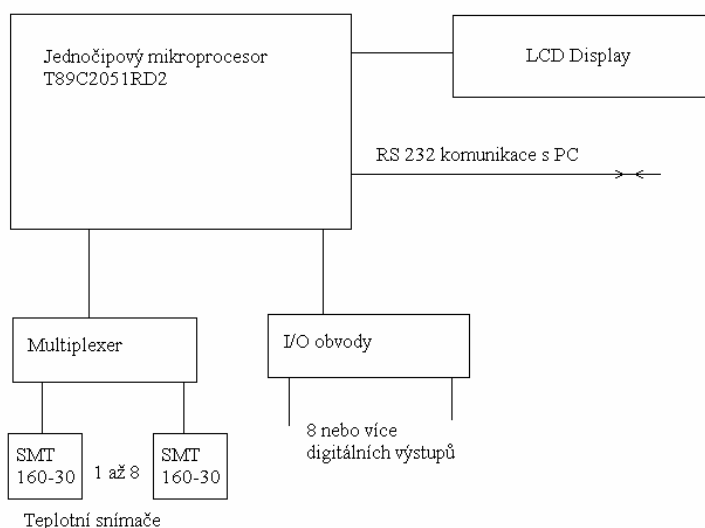 Jednočipový mikroprocesor
T89C2051RD2
LCD Display
RS 232 komunikace s PC
Multiplexer
I/O obvody
SMT
160-30
1 až 8
SMT
160-30
8 nebo více
digitálních výstupů
Teplotní snímače